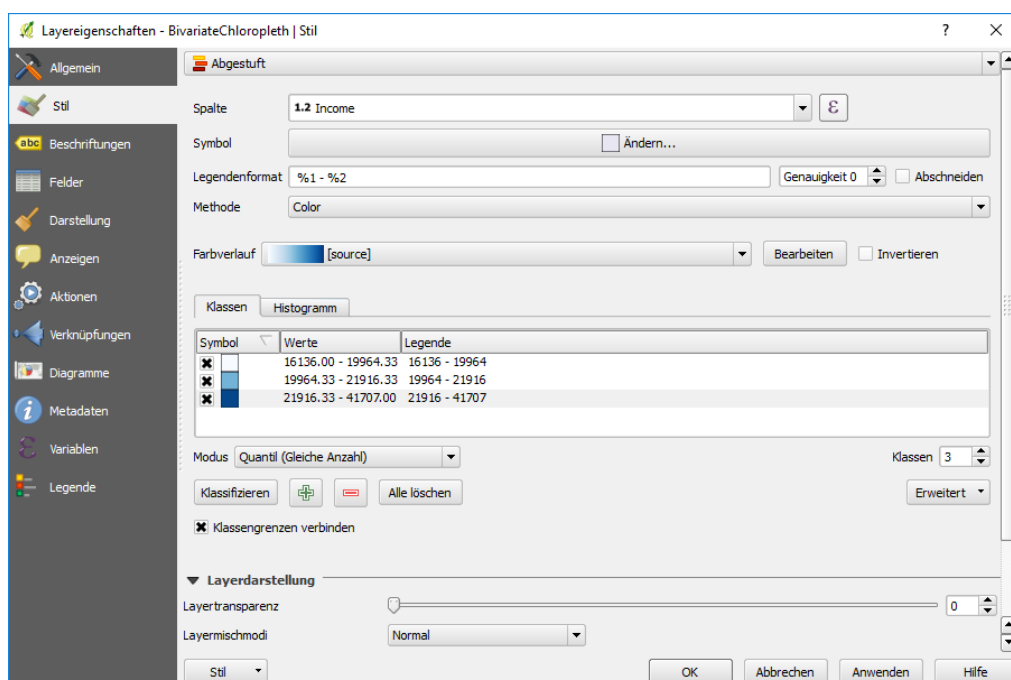 Layereigenschaften - BivariateChloropleth | Stil
?
Allgemein
Stil
abc Beschriftungen
Felder
Darstellung
Anzeigen
Aktionen
Verknüpfungen
Diagramme
Metadaten
Variablen
Legende
Abgestuft
Spalte 1.2 Income ε
Symbol Ändern...
Legendenformat %1 - %2 Genauigkeit 0 Abschneiden
Methode Color
Farbverlauf [source] Bearbeiten Invertieren
Klassen Histogramm
Symbol Werte Legende
16136.00 - 19964.33 16136 - 19964
19964.33 - 21916.33 19964 - 21916
21916.33 - 41707.00 21916 - 41707
Modus Quantil (Gleiche Anzahl) Klassen 3
Klassifizieren Alle löschen Erweitert
Klassengrenzen verbinden
Layerdarstellung
Layertransparenz 0
Layermischmodi Normal
Stil OK Abbrechen Anwenden Hilfe